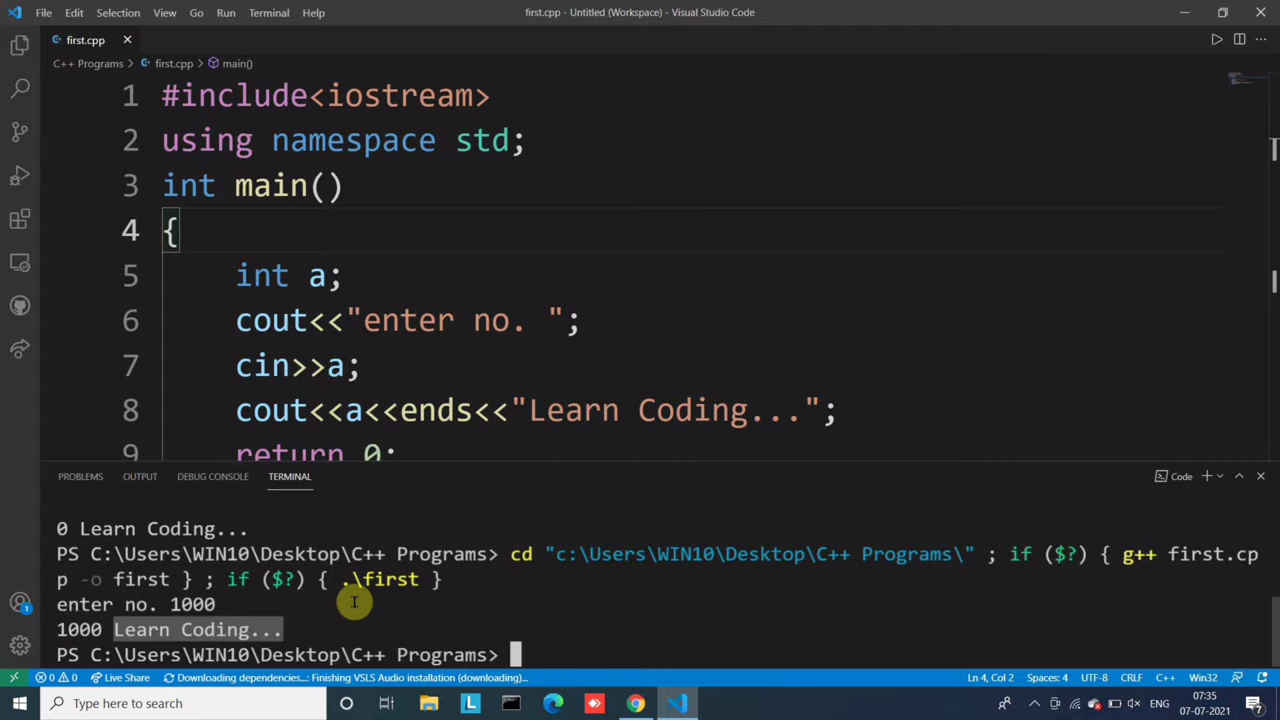 File Edit Selection View Go Run Terminal Help first.cpp - Untitled (Workspace) - Visual Studio Code
first.cpp
C++ Programs > first.cpp > main()
1 #include<iostream>
2 using namespace std;
3 int main()
4 {
5 int a;
6 cout<<"enter no. ";
7 cin>>a;
8 cout<<a<<ends<<"Learn Coding...";
9 return 0;
PROBLEMS OUTPUT DEBUG CONSOLE TERMINAL Code
0 Learn Coding...
PS C:\Users\WIN10\Desktop\C++ Programs> cd "c:\Users\WIN10\Desktop\C++ Programs\" ; if ($?) { g++ first.cp
p -o first } ; if ($?) { .\first }
enter no. 1000
1000 Learn Coding...
PS C:\Users\WIN10\Desktop\C++ Programs>
0 0 Live Share Downloading dependencies: Finishing VSLS Audio installation (downloading)... Ln 4, Col 2 Spaces: 4 UTF-8 CRLF C++ Win32
Type here to search ENG 07:35
07-07-2021 7